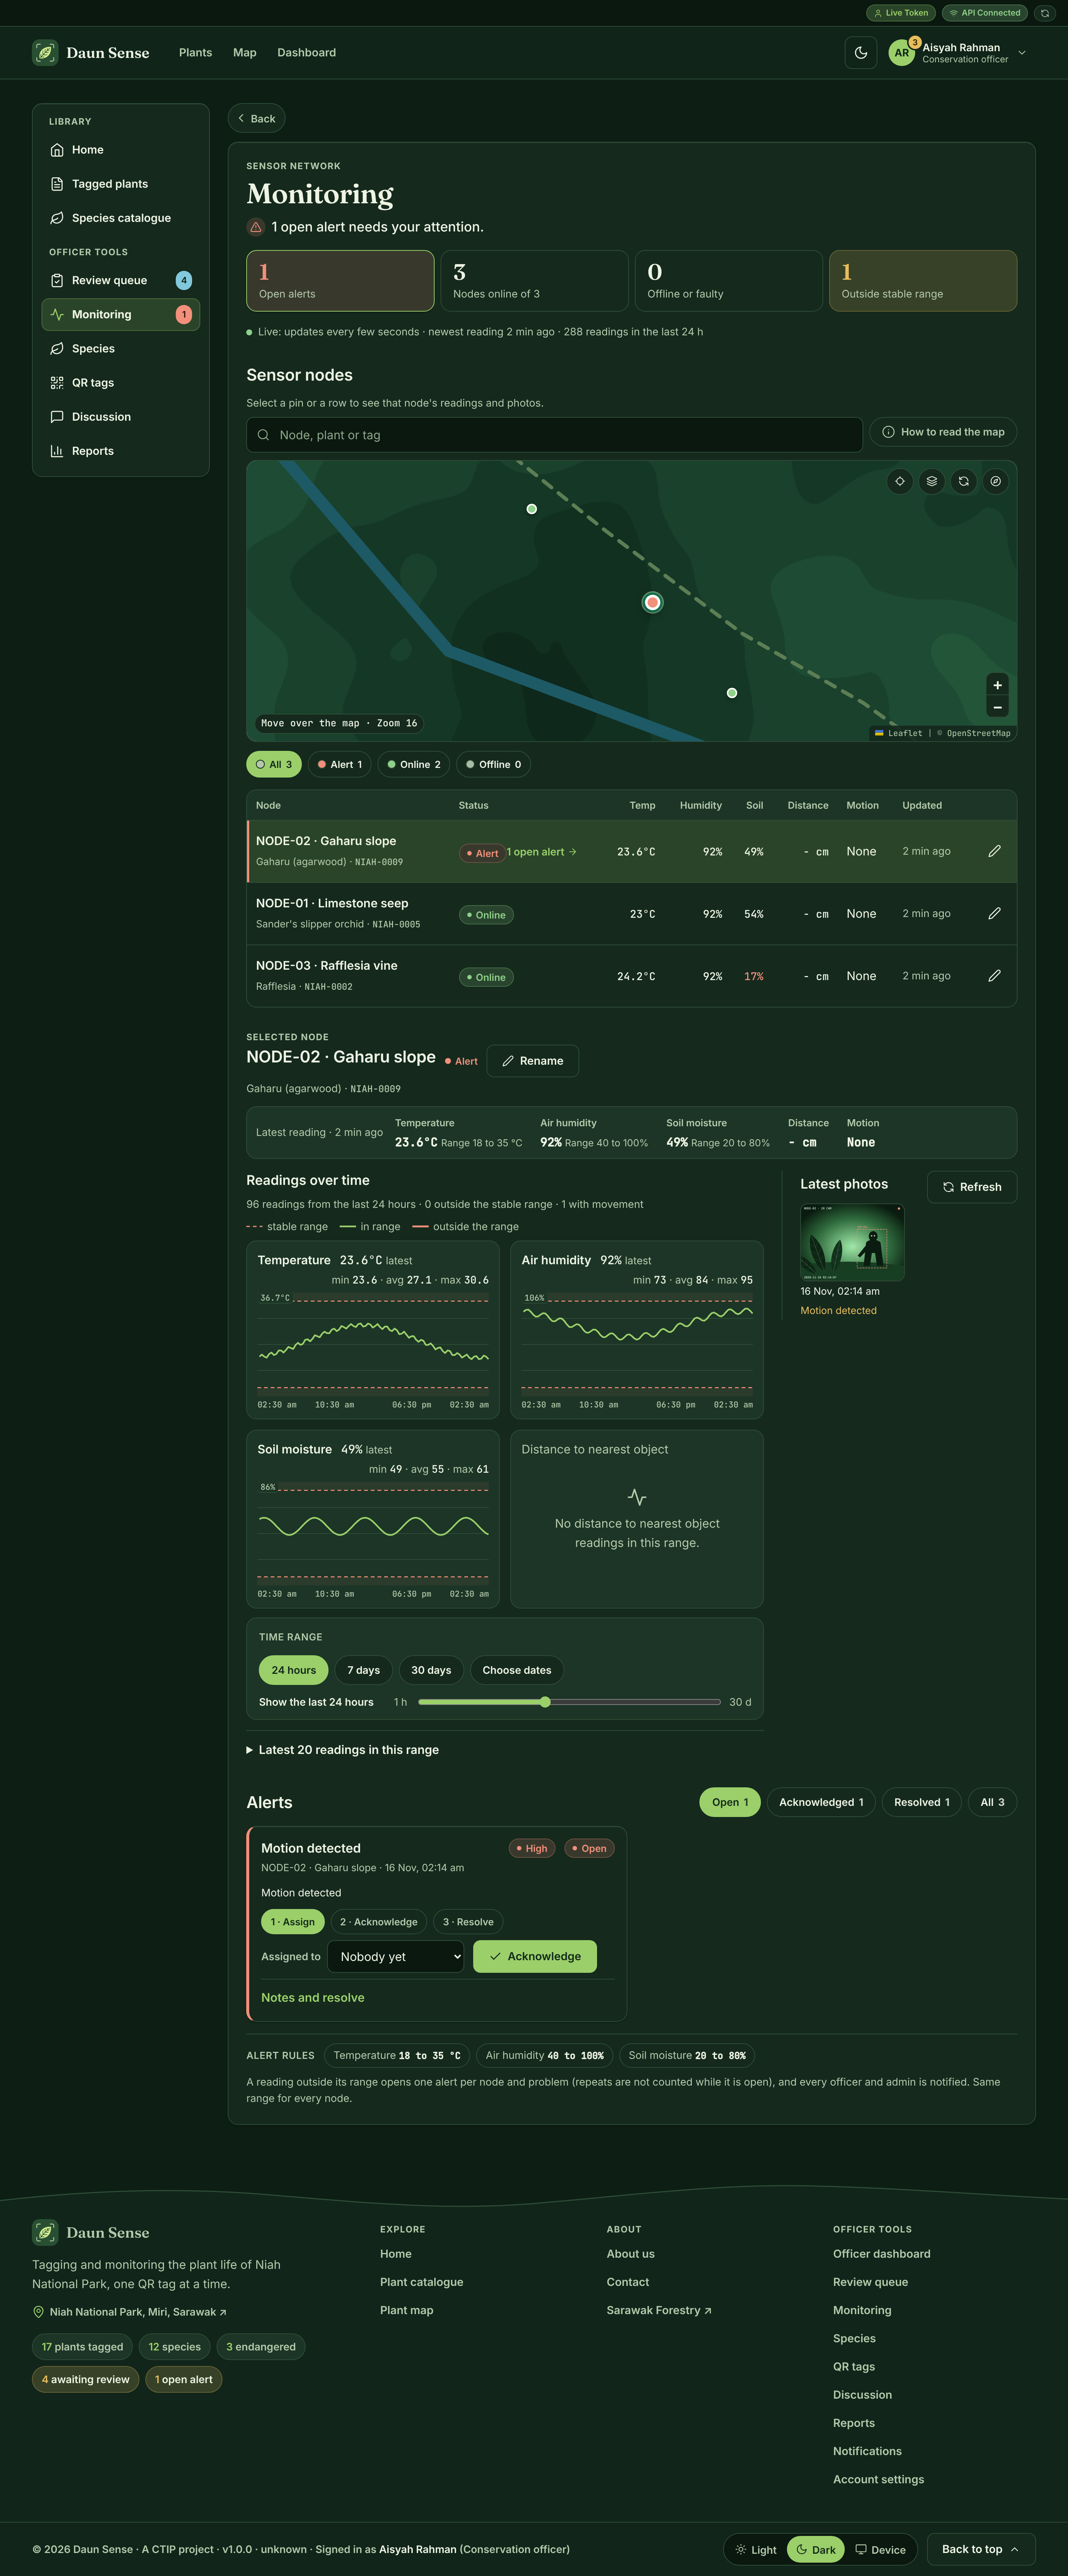 Live Token
API Connected
Daun Sense
Plants
Map
Dashboard
AR
3
Aisyah Rahman
Conservation officer
LIBRARY
Home
Tagged plants
Species catalogue
OFFICER TOOLS
Review queue 4
Monitoring 1
Species
QR tags
Discussion
Reports
Back
SENSOR NETWORK
Monitoring
1 open alert needs your attention.
1
Open alerts
3
Nodes online of 3
0
Offline or faulty
1
Outside stable range
Live: updates every few seconds · newest reading 2 min ago · 288 readings in the last 24 h
Sensor nodes
Select a pin or a row to see that node's readings and photos.
Node, plant or tag
How to read the map
Move over the map · Zoom 16
+
−
Leaflet | © OpenStreetMap
All 3
Alert 1
Online 2
Offline 0
Node Status Temp Humidity Soil Distance Motion Updated
NODE-02 · Gaharu slope
Gaharu (agarwood) · NIAH-0009
Alert 1 open alert → 23.6°C 92% 49% - cm None 2 min ago
NODE-01 · Limestone seep
Sander's slipper orchid · NIAH-0005
Online 23°C 92% 54% - cm None 2 min ago
NODE-03 · Rafflesia vine
Rafflesia · NIAH-0002
Online 24.2°C 92% 17% - cm None 2 min ago
SELECTED NODE
NODE-02 · Gaharu slope
Alert
Rename
Gaharu (agarwood) · NIAH-0009
Latest reading · 2 min ago
Temperature
23.6°C Range 18 to 35 °C
Air humidity
92% Range 40 to 100%
Soil moisture
49% Range 20 to 80%
Distance
- cm
Motion
None
Readings over time
96 readings from the last 24 hours · 0 outside the stable range · 1 with movement
stable range
in range
outside the range
Temperature 23.6°C latest
min 23.6 · avg 27.1 · max 30.6
36.7°C
02:30 am 10:30 am 06:30 pm 02:30 am
Air humidity 92% latest
min 73 · avg 84 · max 95
106%
02:30 am 10:30 am 06:30 pm 02:30 am
Soil moisture 49% latest
min 49 · avg 55 · max 61
86%
02:30 am 10:30 am 06:30 pm 02:30 am
Distance to nearest object
No distance to nearest object
readings in this range.
Latest photos
Refresh
16 Nov, 02:14 am
Motion detected
TIME RANGE
24 hours
7 days
30 days
Choose dates
Show the last 24 hours 1 h 30 d
Latest 20 readings in this range
Alerts
Open 1
Acknowledged 1
Resolved 1
All 3
Motion detected
High
Open
NODE-02 · Gaharu slope · 16 Nov, 02:14 am
Motion detected
1 · Assign
2 · Acknowledge
3 · Resolve
Assigned to Nobody yet
Acknowledge
Notes and resolve
ALERT RULES
Temperature 18 to 35 °C
Air humidity 40 to 100%
Soil moisture 20 to 80%
A reading outside its range opens one alert per node and problem (repeats are not counted while it is open), and every officer and admin is notified. Same
range for every node.
Daun Sense
Tagging and monitoring the plant life of Niah
National Park, one QR tag at a time.
Niah National Park, Miri, Sarawak ↗
17 plants tagged
12 species
3 endangered
4 awaiting review
1 open alert
EXPLORE
Home
Plant catalogue
Plant map
ABOUT
About us
Contact
Sarawak Forestry ↗
OFFICER TOOLS
Officer dashboard
Review queue
Monitoring
Species
QR tags
Discussion
Reports
Notifications
Account settings
© 2026 Daun Sense · A CTIP project · v1.0.0 · unknown · Signed in as Aisyah Rahman (Conservation officer)
Light
Dark
Device
Back to top